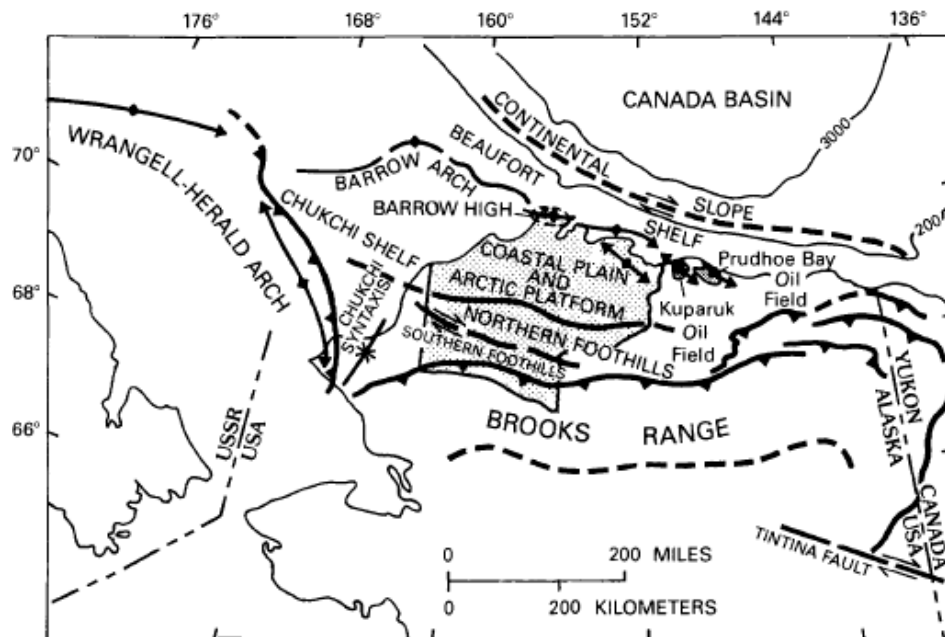 176°
168°
160°
152°
144°
136°
70°
68°
66°
CANADA BASIN
3000
200
CONTINENTAL
SLOPE
BEAUFORT
SHELF
WRANGELL-HERALD ARCH
BARROW ARCH
BARROW HIGH
CHUKCHI SHELF
CHUKCHI
SYNTAXIS
COASTAL PLAIN
AND
ARCTIC PLATFORM
NORTHERN FOOTHILLS
SOUTHERN FOOTHILLS
Prudhoe Bay
Oil
Field
Kuparuk
Oil
Field
BROOKS RANGE
USSR
USA
YUKON
ALASKA
CANADA
USA
TINTINA FAULT
0 200 MILES
0 200 KILOMETERS